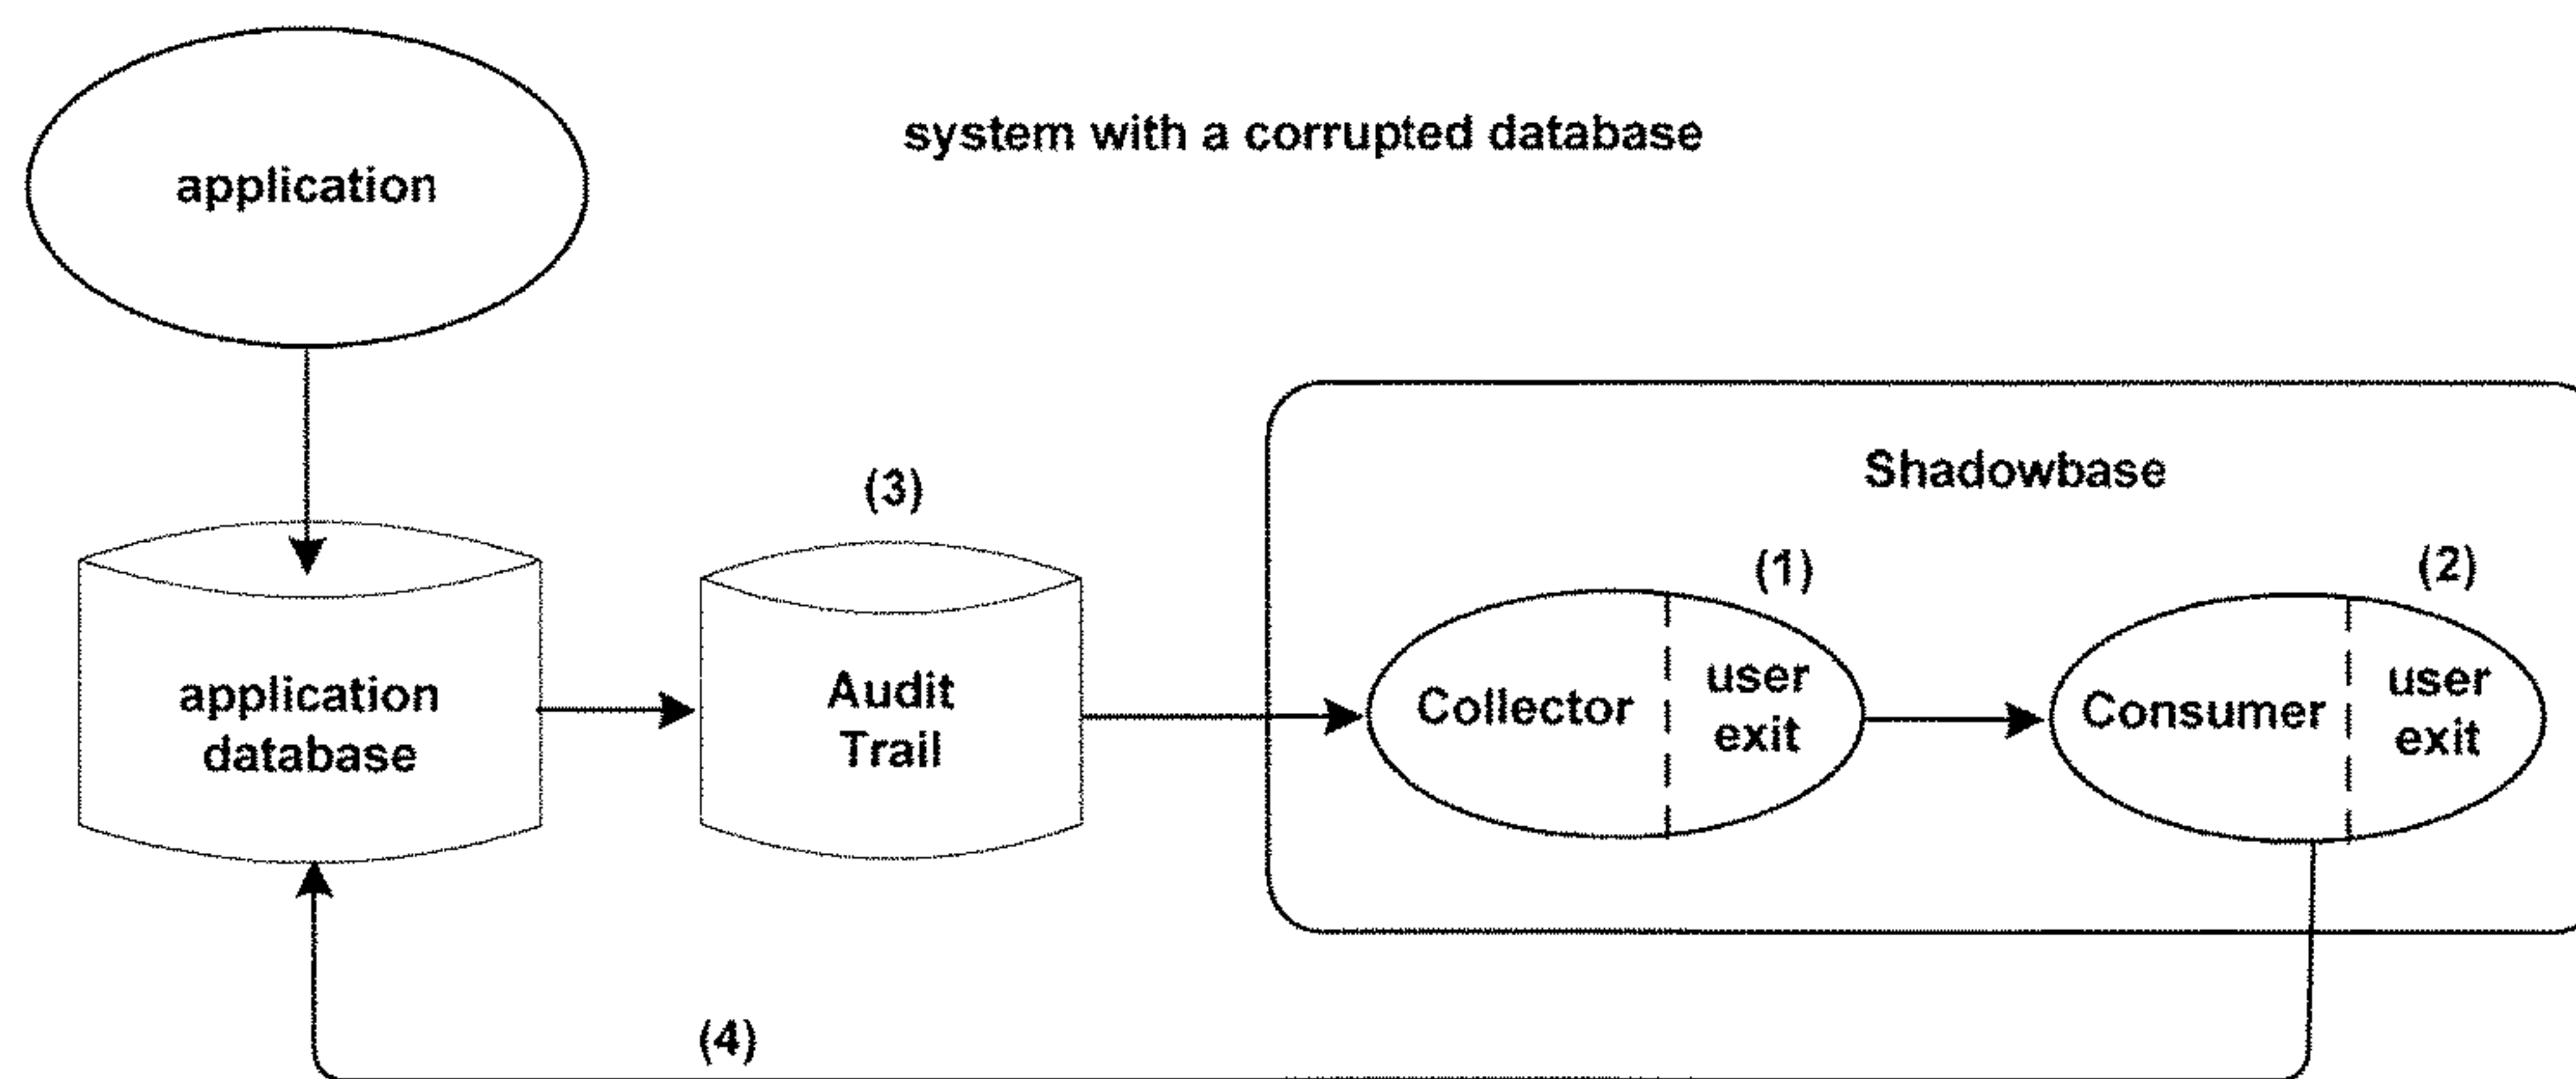 system with a corrupted database
application
Shadowbase
(3)
(1)
(2)
application
database
Audit
Trail
Collector
user
exit
Consumer
user
exit
(4)